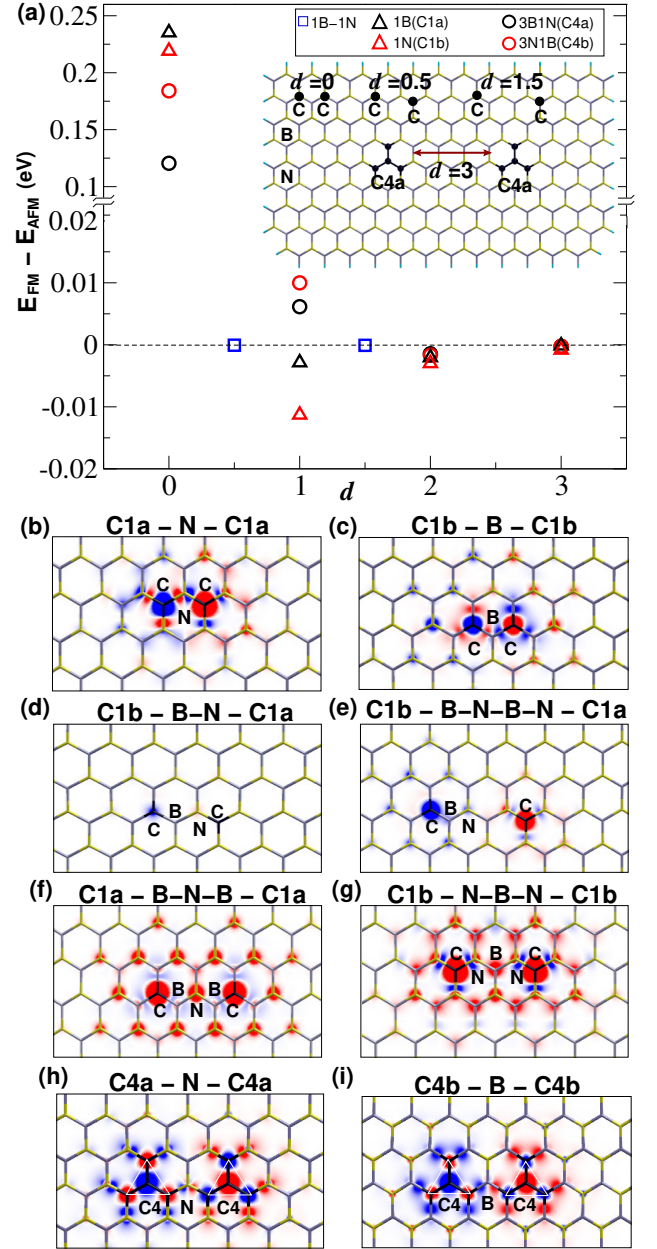 (a)
1B−1N
1B(C1a)
3B1N(C4a)
1N(C1b)
3N1B(C4b)
d =0
d =0.5
d =1.5
C C C C C C
B
N
d =3
C4a
C4a
E_FM − E_AFM (eV)
0.25
0.2
0.15
0.1
0.02
0.01
0
-0.01
-0.02
0 1 d 2 3
(b) C1a – N – C1a
C C
N
(c) C1b – B – C1b
B
C C
(d) C1b – B–N – C1a
B C
C N
(e) C1b – B–N–B–N – C1a
B
C N C
(f) C1a – B–N–B – C1a
B B
C N C
(g) C1b – N–B–N – C1b
C B C
N N
(h) C4a – N – C4a
C4 N C4
(i) C4b – B – C4b
C4 B C4